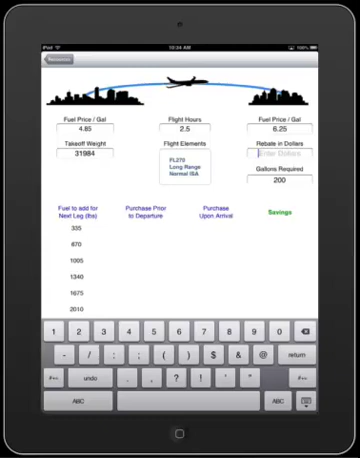 iPad
10:34 AM
100%
Fuel Price / Gal
Flight Hours
Fuel Price / Gal
4.85
2.5
6.25
Takeoff Weight
Flight Elements
Rebate in Dollars
31984
FL270
Long Range
Normal ISA
Enter Dollars
Gallons Required
200
Fuel to add for
Next Leg (lbs)
Purchase Prior
to Departure
Purchase
Upon Arrival
Savings
335
670
1005
1340
1675
2010
1 2 3 4 5 6 7 8 9 0
- / : ; ( ) $ & @ return
#+= undo . , ? ! ' " #+=
ABC ABC